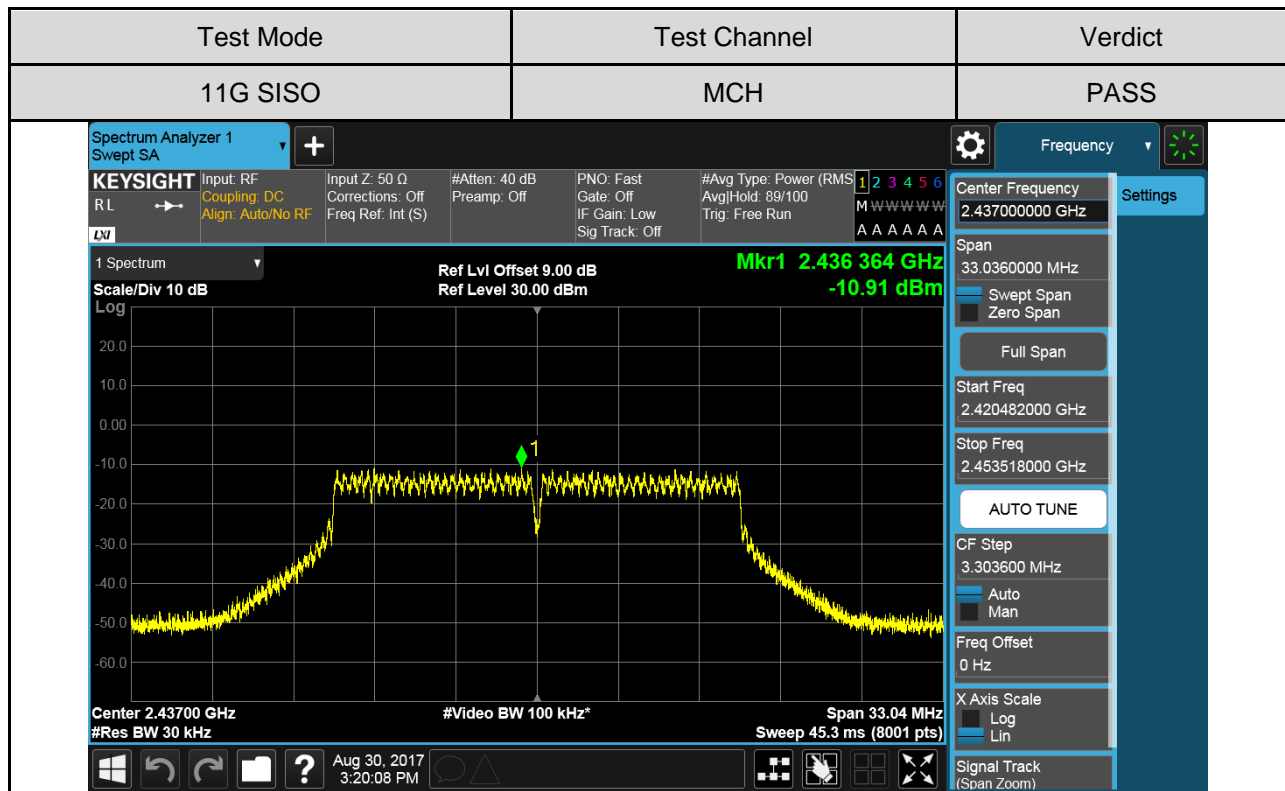 Test Mode Test Channel Verdict
11G SISO MCH PASS
Spectrum Analyzer 1
Swept SA
+
Frequency
KEYSIGHT
RL
LXI
Input: RF
Coupling: DC
Align: Auto/No RF
Input Z: 50 Ω
Corrections: Off
Freq Ref: Int (S)
#Atten: 40 dB
Preamp: Off
PNO: Fast
Gate: Off
IF Gain: Low
Sig Track: Off
#Avg Type: Power (RMS
Avg|Hold: 89/100
Trig: Free Run
1 2 3 4 5 6
M W W W W W
A A A A A A
1 Spectrum
Scale/Div 10 dB
Log
Ref Lvl Offset 9.00 dB
Ref Level 30.00 dBm
Mkr1 2.436 364 GHz
-10.91 dBm
20.0
10.0
0.00
-10.0
-20.0
-30.0
-40.0
-50.0
-60.0
1
Center 2.43700 GHz
#Res BW 30 kHz
#Video BW 100 kHz*
Span 33.04 MHz
Sweep 45.3 ms (8001 pts)
?
Aug 30, 2017
3:20:08 PM
Center Frequency
2.437000000 GHz
Settings
Span
33.0360000 MHz
Swept Span
Zero Span
Full Span
Start Freq
2.420482000 GHz
Stop Freq
2.453518000 GHz
AUTO TUNE
CF Step
3.303600 MHz
Auto
Man
Freq Offset
0 Hz
X Axis Scale
Log
Lin
Signal Track
(Span Zoom)